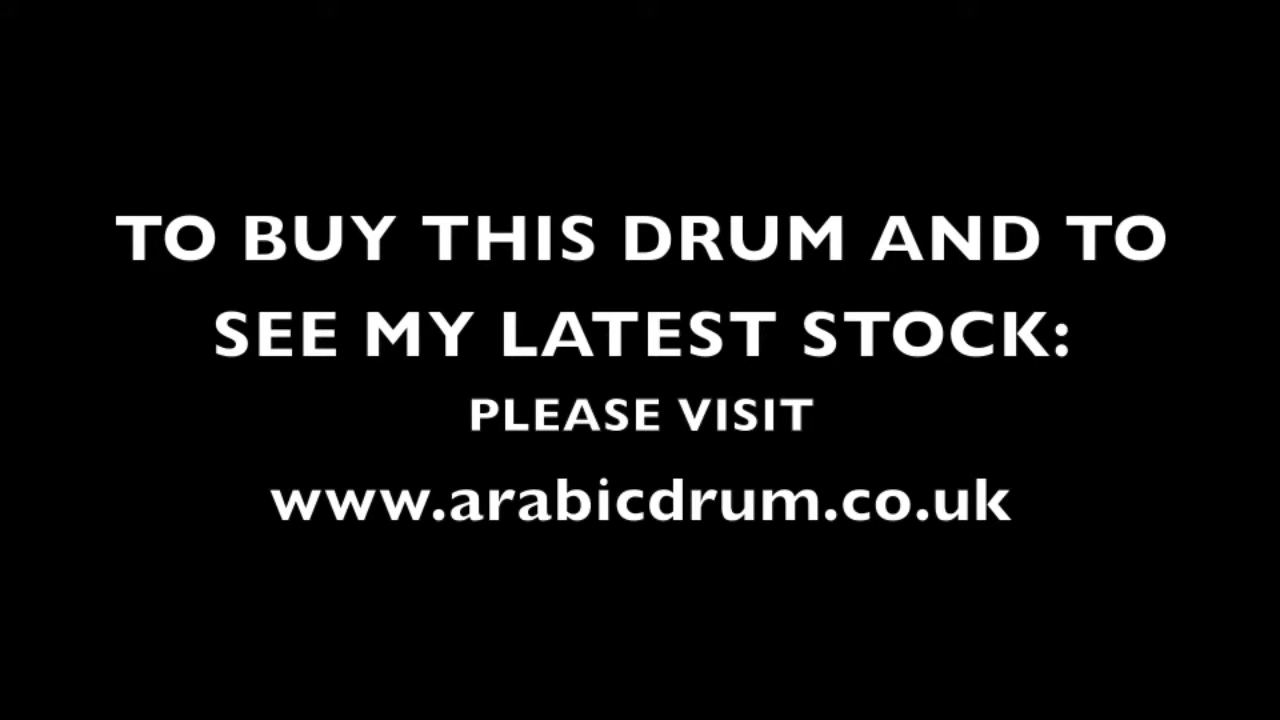 TO BUY THIS DRUM AND TO
SEE MY LATEST STOCK:
PLEASE VISIT
www.arabicdrum.co.uk